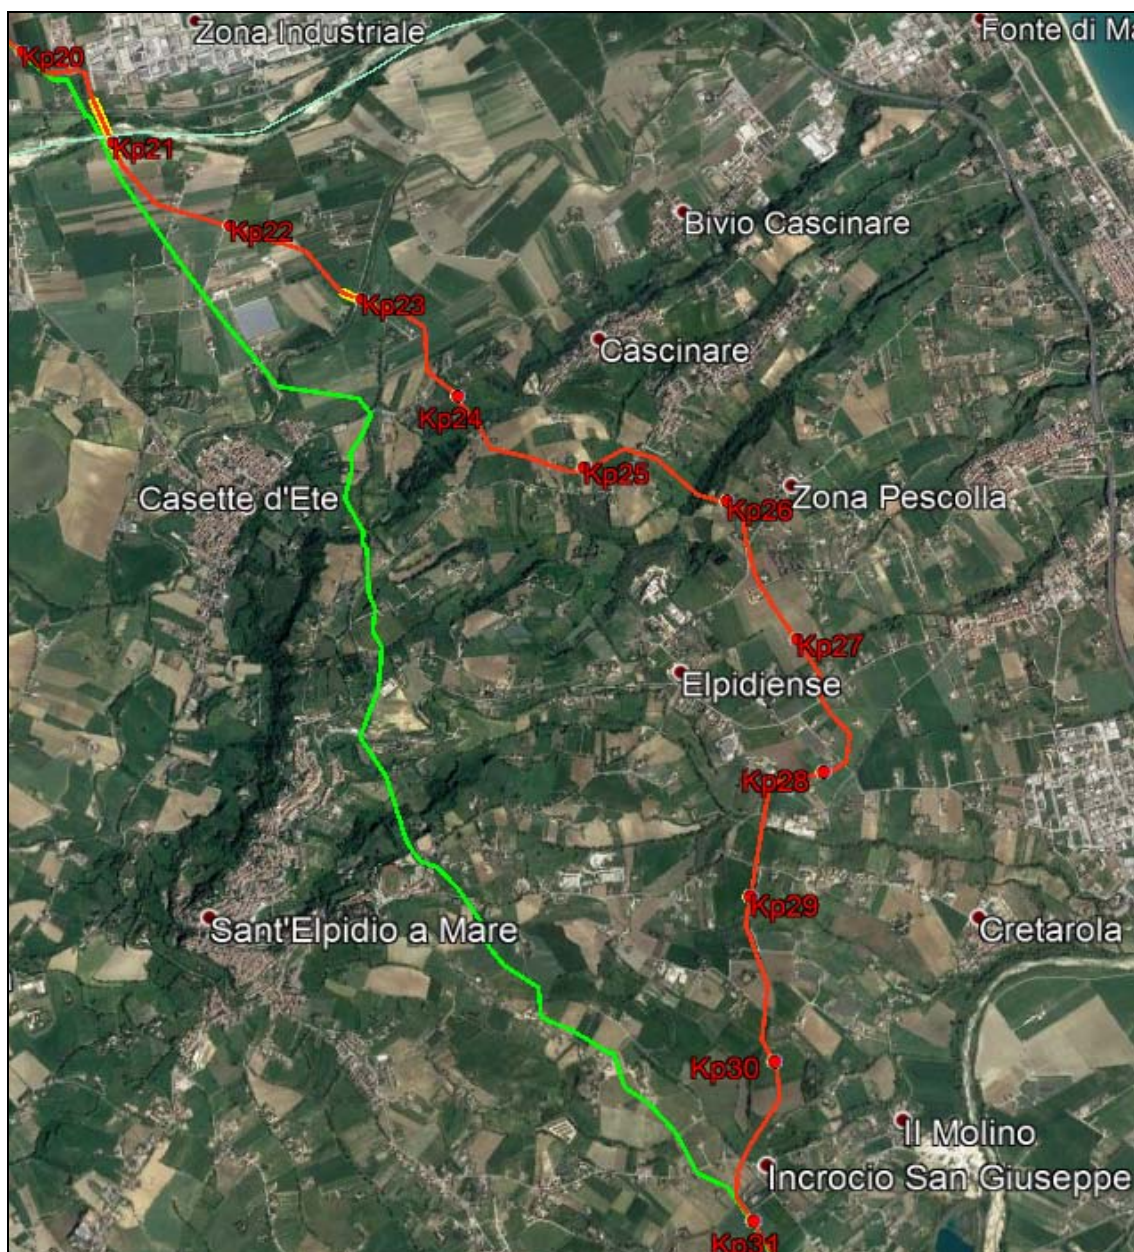 Zona Industriale
Fonte di Ma
Kp20
Kp21
Bivio Cascinare
Kp22
Kp23
Cascinare
Kp24
Kp25
Casette d'Ete
Zona Pescolla
Kp26
Kp27
Elpidiense
Kp28
Kp29
Sant'Elpidio a Mare
Cretarola
Kp30
Il Molino
Incrocio San Giuseppe
Kp31